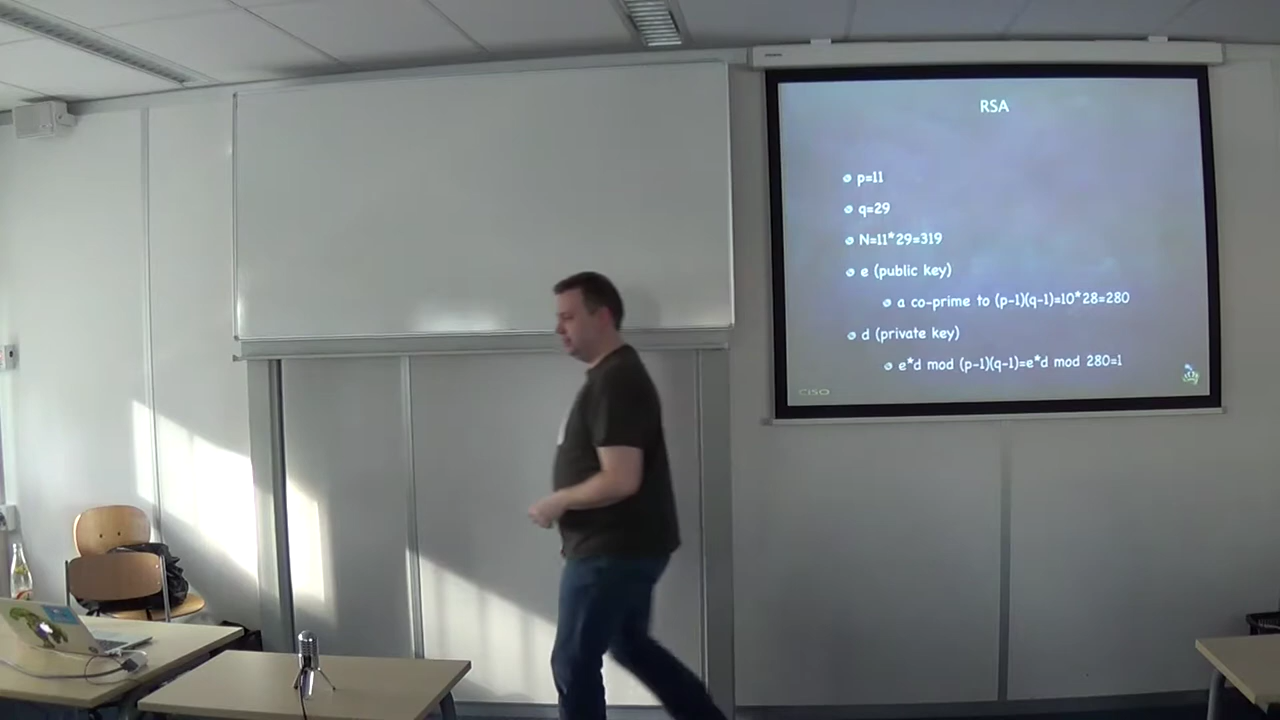 RSA
p=11
q=29
N=11*29=319
e (public key)
a co-prime to (p-1)(q-1)=10*28=280
d (private key)
e*d mod (p-1)(q-1)=e*d mod 280=1
CISO